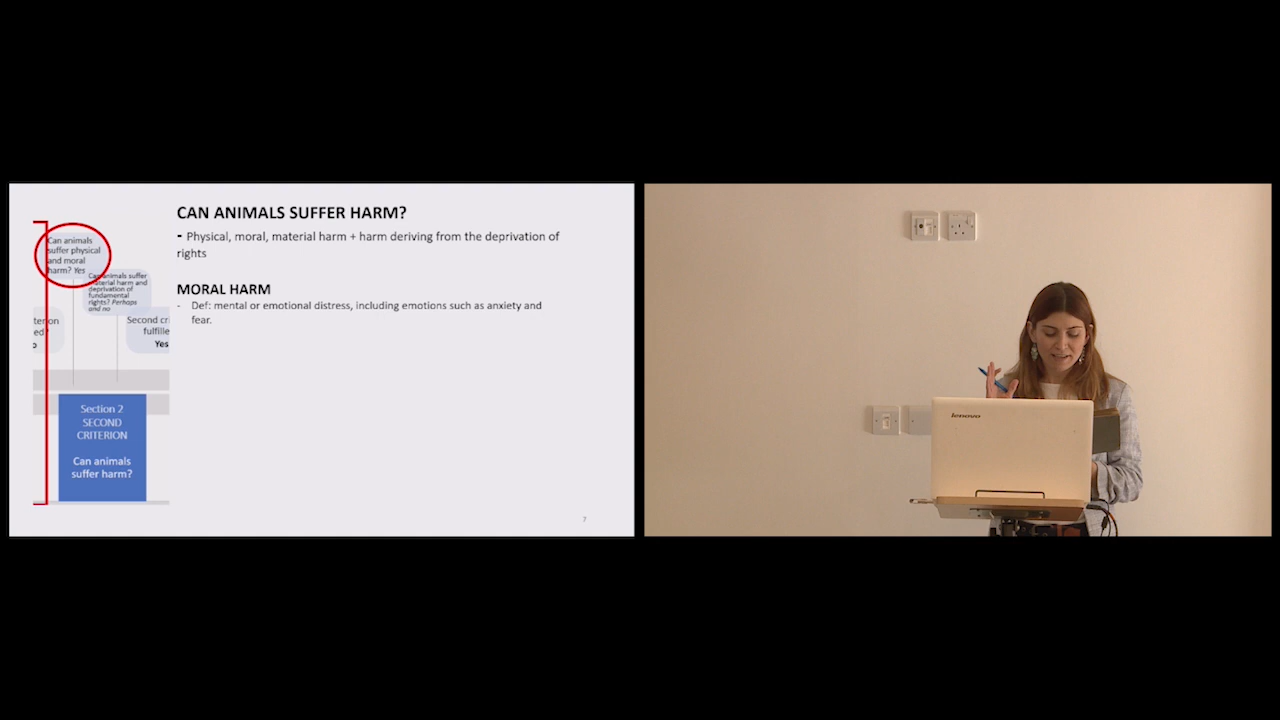 CAN ANIMALS SUFFER HARM?
- Physical, moral, material harm + harm deriving from the deprivation of
rights
MORAL HARM
- Def: mental or emotional distress, including emotions such as anxiety and
fear.
Can animals
suffer physical
and moral
harm? Yes
Can animals suffer
material harm and
deprivation of
fundamental
rights? Perhaps
and no
Second cri
fulfille
Yes
Section 2
SECOND
CRITERION
Can animals
suffer harm?
7
lenovo